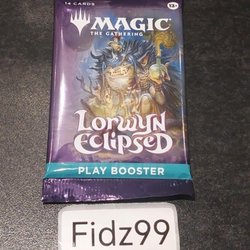 14 CARDS
13+
MAGIC
THE GATHERING
LORWYN
ECLIPSED
PLAY BOOSTER
Fidz99